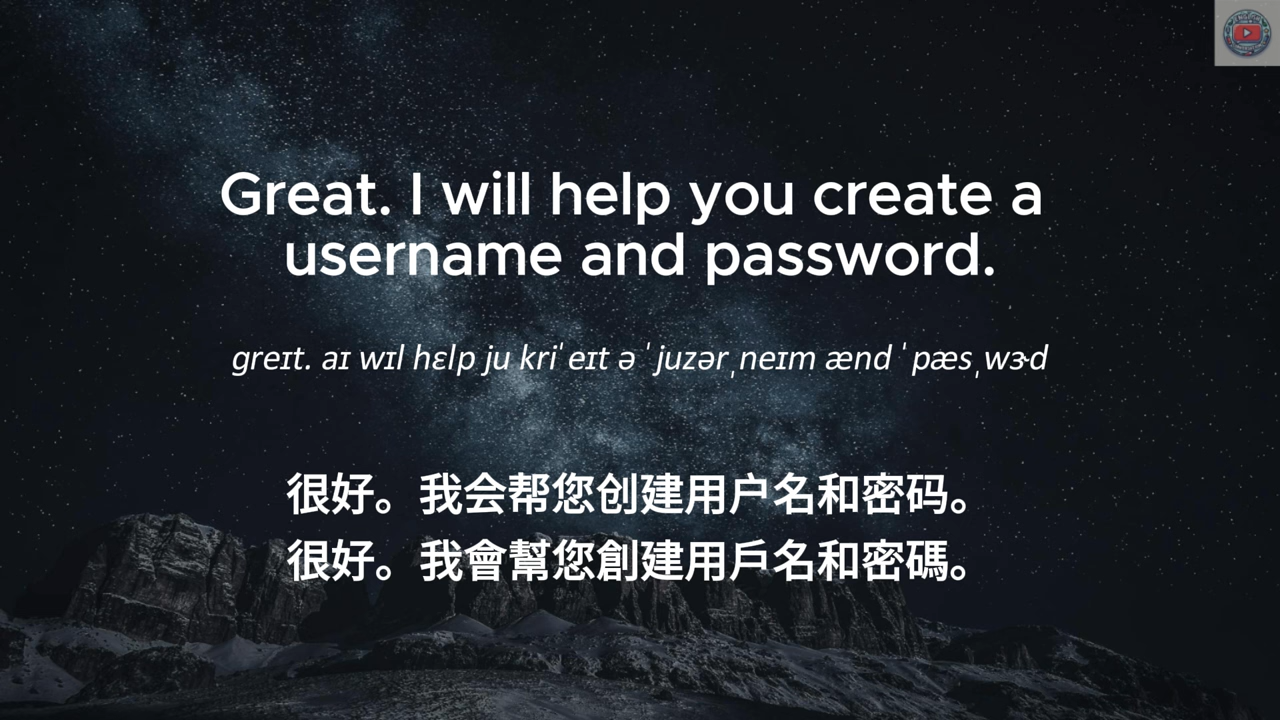 Great. I will help you create a
username and password.
greɪt. aɪ wɪl hɛlp ju kriˈeɪt ə ˈjuzərˌneɪm ænd ˈpæsˌwɝd
很好。我会帮您创建用户名和密码。
很好。我會幫您創建用戶名和密碼。